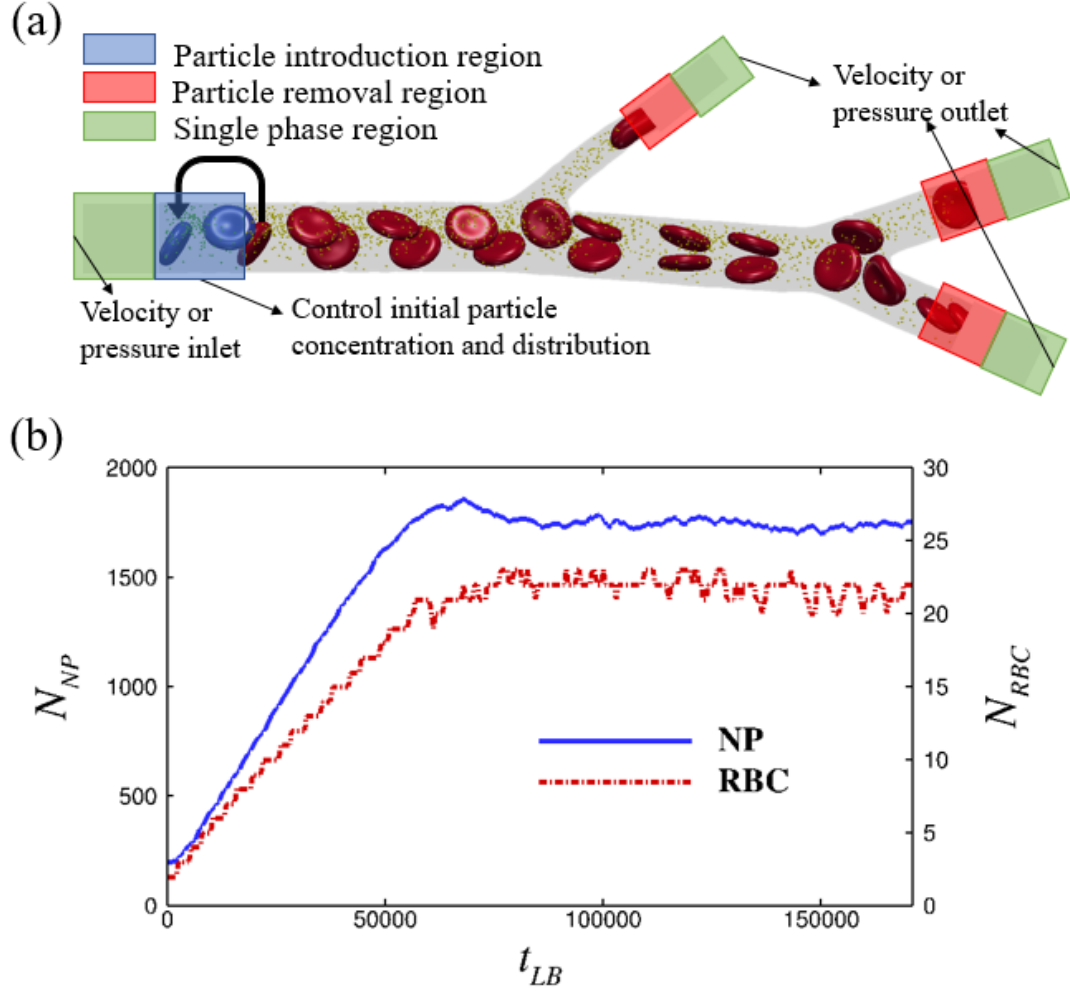 (a)
Particle introduction region
Particle removal region
Single phase region
Velocity or
pressure outlet
Velocity or
pressure inlet
Control initial particle
concentration and distribution
(b)
2000
1500
1000
500
0
N_NP
30
25
20
15
10
5
0
N_RBC
NP
RBC
0
50000
100000
150000
t_LB